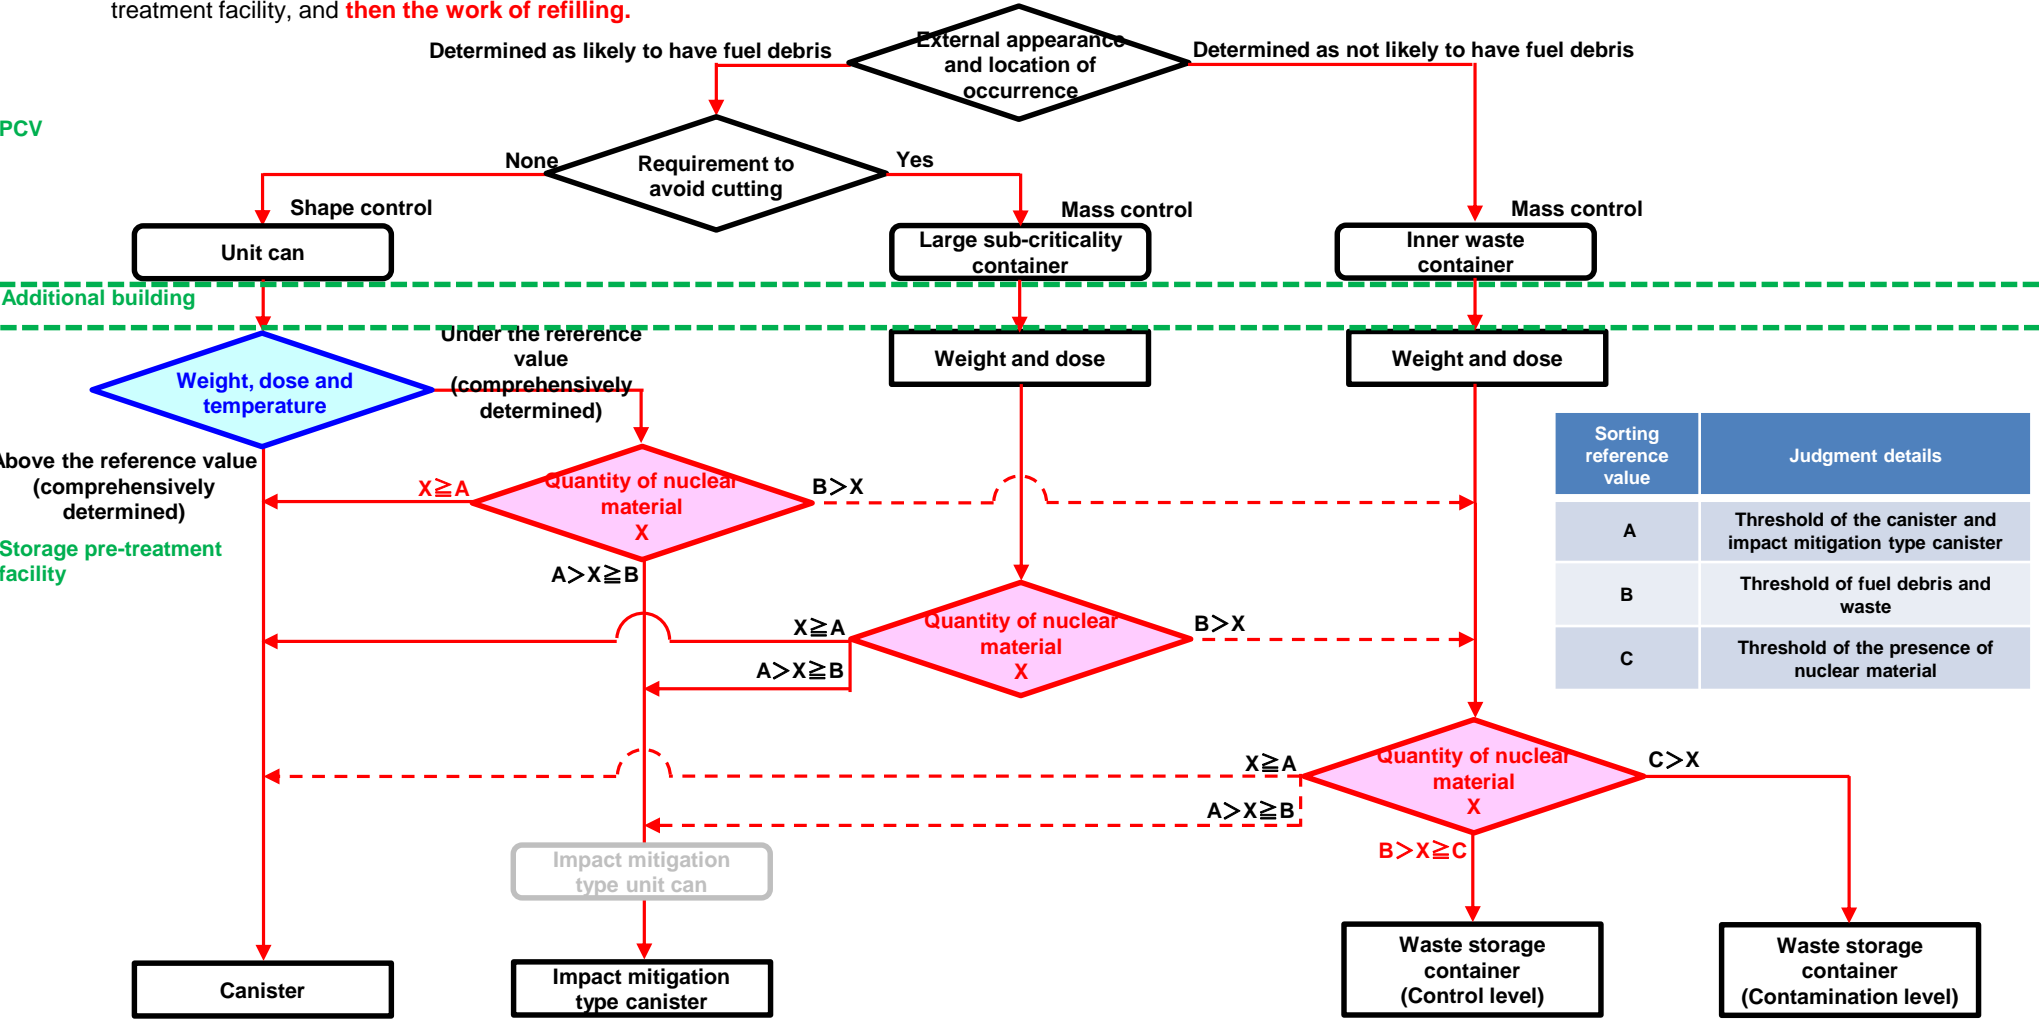 treatment facility, and then the work of refilling.
Determined as likely to have fuel debris
External appearance
and location of
occurrence
Determined as not likely to have fuel debris
PCV
None
Requirement to
avoid cutting
Yes
Shape control
Mass control
Mass control
Unit can
Large sub-criticality
container
Inner waste
container
Additional building
Under the reference
value
(comprehensively
determined)
Weight, dose and
temperature
Weight and dose
Weight and dose
Above the reference value
(comprehensively
determined)
X≧A
Quantity of nuclear
material
X
B＞X
A＞X≧B
Storage pre-treatment
facility
Sorting
reference
value
Judgment details
A
Threshold of the canister and
impact mitigation type canister
B
Threshold of fuel debris and
waste
C
Threshold of the presence of
nuclear material
X≧A
Quantity of nuclear
material
X
B＞X
A＞X≧B
X≧A
Quantity of nuclear
material
X
C＞X
A＞X≧B
B＞X≧C
Impact mitigation
type unit can
Canister
Impact mitigation
type canister
Waste storage
container
(Control level)
Waste storage
container
(Contamination level)